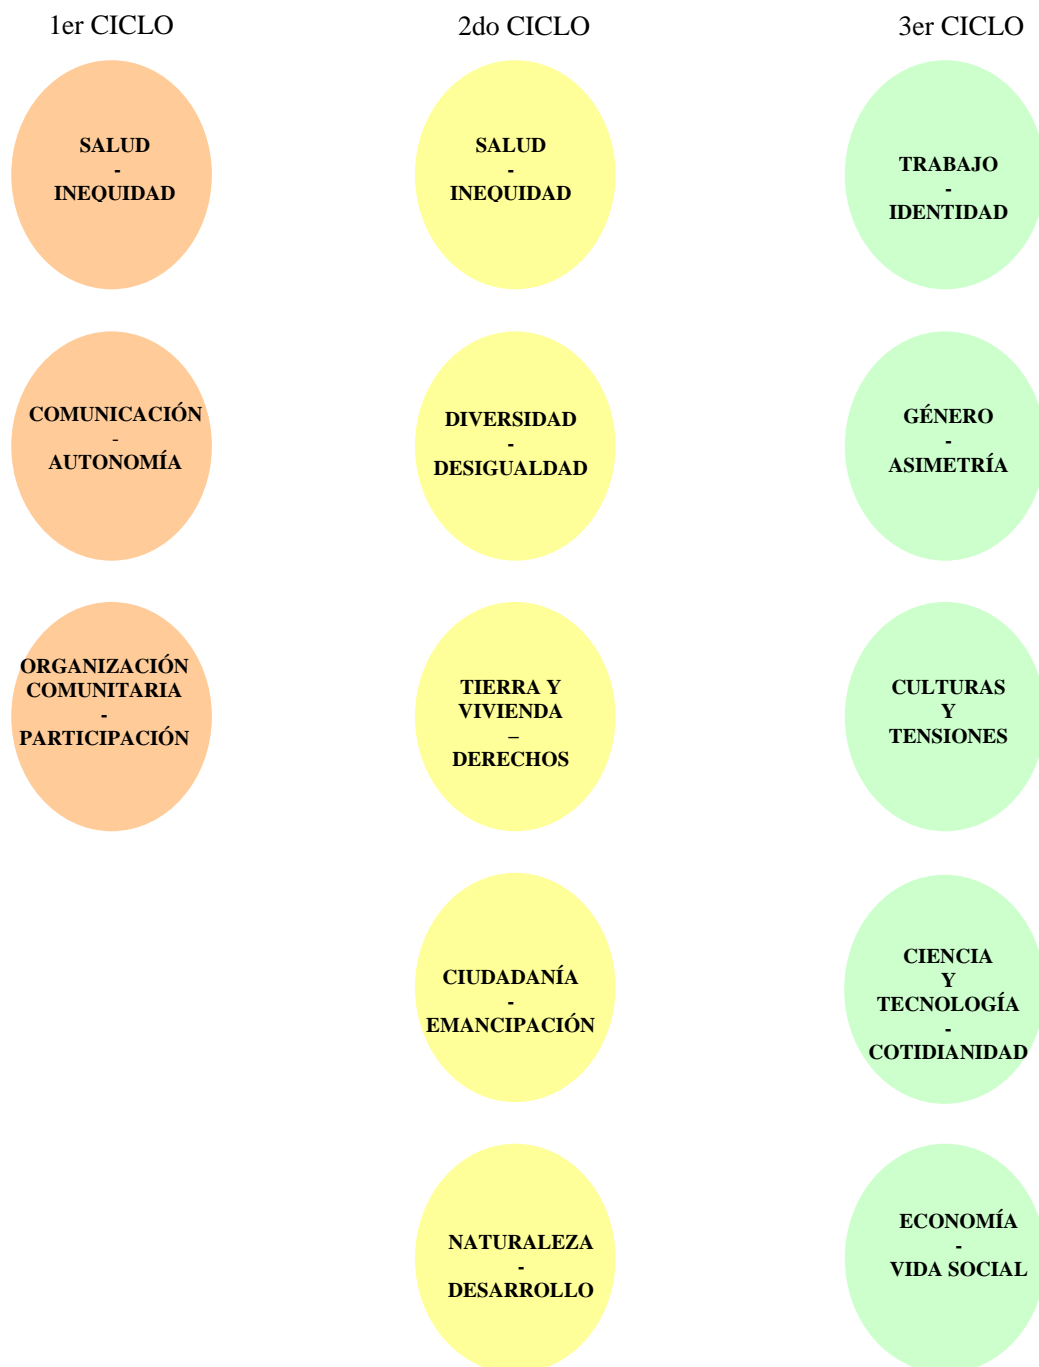 1er CICLO
2do CICLO
3er CICLO
SALUD
-
INEQUIDAD
SALUD
-
INEQUIDAD
TRABAJO
-
IDENTIDAD
COMUNICACIÓN
-
AUTONOMÍA
DIVERSIDAD
-
DESIGUALDAD
GÉNERO
-
ASIMETRÍA
ORGANIZACIÓN
COMUNITARIA
-
PARTICIPACIÓN
TIERRA Y
VIVIENDA
–
DERECHOS
CULTURAS
Y
TENSIONES
CIUDADANÍA
-
EMANCIPACIÓN
CIENCIA
Y
TECNOLOGÍA
-
COTIDIANIDAD
NATURALEZA
-
DESARROLLO
ECONOMÍA
-
VIDA SOCIAL